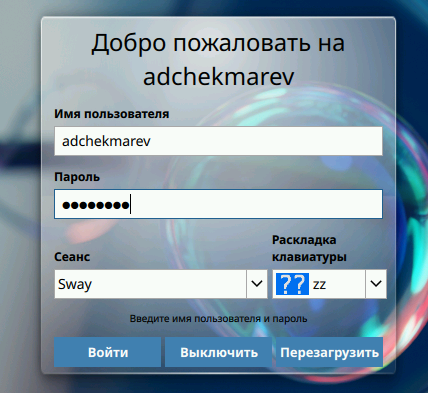 Добро пожаловать на
adchekmarev
Имя пользователя
adchekmarev
Пароль
●●●●●●●●
Сеанс
Раскладка
клавиатуры
Sway
?? zz
Введите имя пользователя и пароль
Войти
Выключить
Перезагрузить